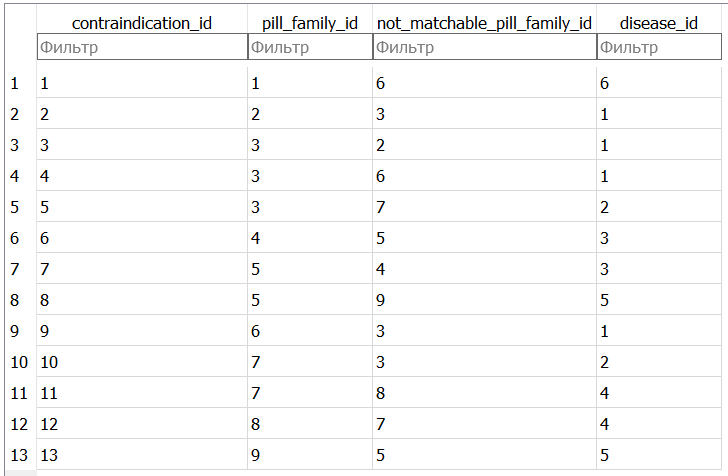 contraindication_id pill_family_id not_matchable_pill_family_id disease_id
Фильтр Фильтр Фильтр Фильтр
1 1 1 6 6
2 2 2 3 1
3 3 3 2 1
4 4 3 6 1
5 5 3 7 2
6 6 4 5 3
7 7 5 4 3
8 8 5 9 5
9 9 6 3 1
10 10 7 3 2
11 11 7 8 4
12 12 8 7 4
13 13 9 5 5